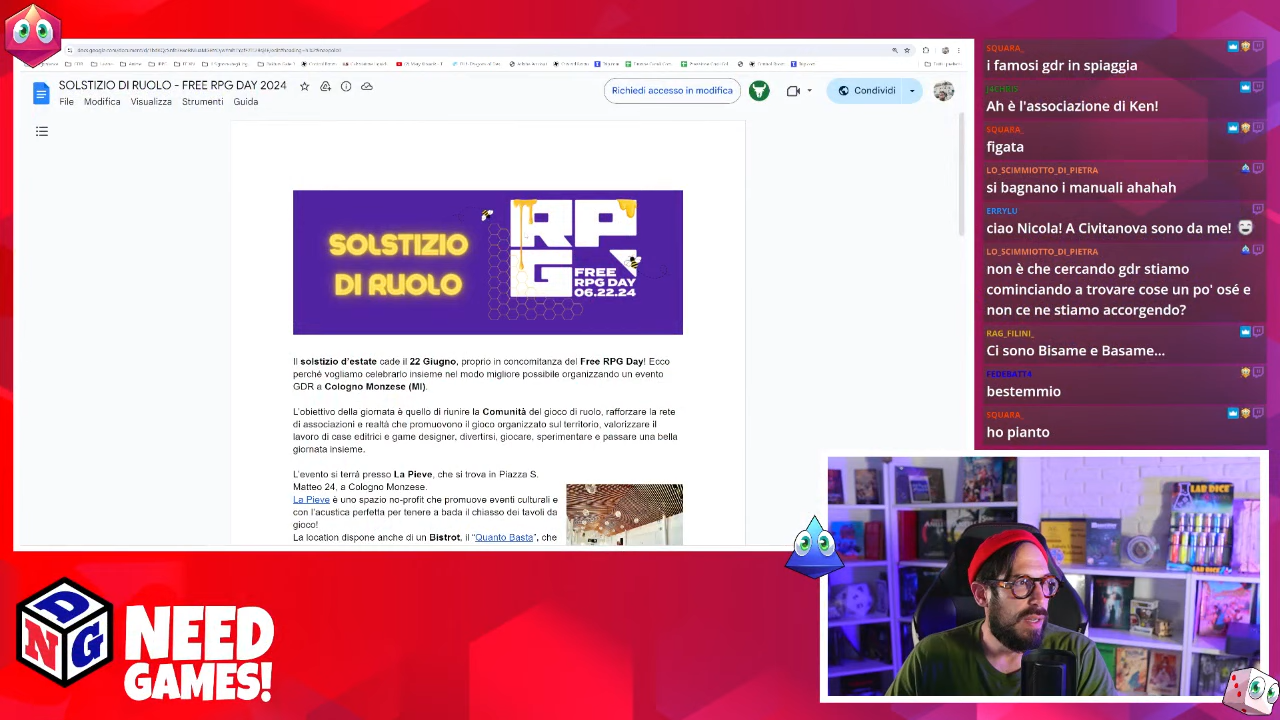 SOLSTIZIO DI RUOLO - FREE RPG DAY 2024
File Modifica Visualizza Strumenti Guida
Richiedi accesso in modifica
Condividi
SOLSTIZIO
DI RUOLO
RPG
FREE
RPG DAY
06.22.24
Il solstizio d'estate cade il 22 Giugno, proprio in concomitanza del Free RPG Day! Ecco
perché vogliamo celebrarlo insieme nel modo migliore possibile organizzando un evento
GDR a Cologno Monzese (MI).
L'obiettivo della giornata è quello di riunire la Comunità del gioco di ruolo, rafforzare la rete
di associazioni e realtà che promuovono il gioco organizzato sul territorio, valorizzare il
lavoro di case editrici e game designer, divertirsi, giocare, sperimentare e passare una bella
giornata insieme.
L'evento si terrà presso La Pieve, che si trova in Piazza S.
Matteo 24, a Cologno Monzese.
La Pieve è uno spazio no-profit che promuove eventi culturali e
con l'acustica perfetta per tenere a bada il chiasso dei tavoli da
gioco!
La location dispone anche di un Bistrot, il "Quanto Basta", che
SQUARA_
i famosi gdr in spiaggia
J4CHRIS
Ah è l'associazione di Ken!
SQUARA_
figata
LO_SCIMMIOTTO_DI_PIETRA
si bagnano i manuali ahahah
ERRYLU
ciao Nicola! A Civitanova sono da me!
LO_SCIMMIOTTO_DI_PIETRA
non è che cercando gdr stiamo
cominciando a trovare cose un po' osé e
non ce ne stiamo accorgendo?
RAG_FILINI_
Ci sono Bisame e Basame...
FEDEBATT4
bestemmio
SQUARA_
ho pianto
LAR DICE
DNG
NEED
GAMES!